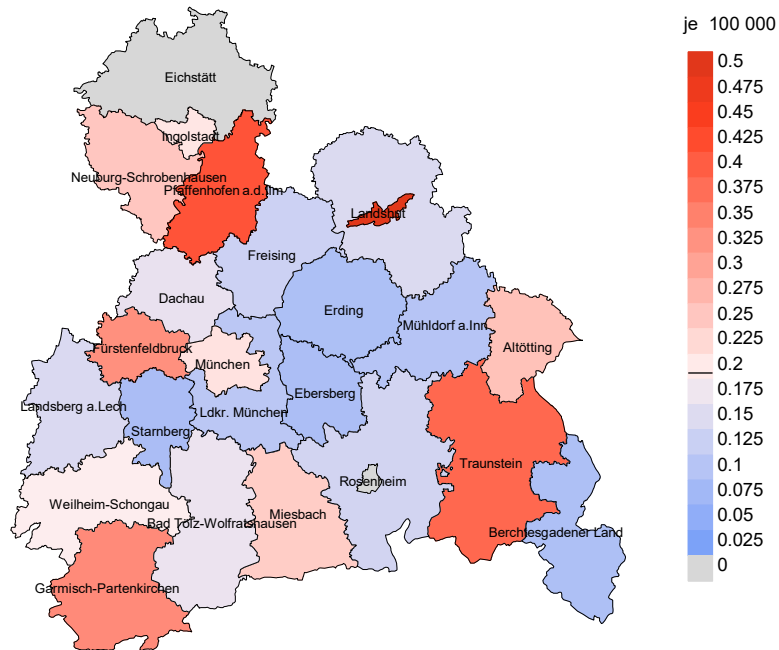 je 100 000
Eichstätt
0.5
0.475
0.45
0.425
0.4
0.375
0.35
0.325
0.3
0.275
0.25
0.225
0.2
0.175
0.15
0.125
0.1
0.075
0.05
0.025
0
Ingolstadt
Neuburg-Schrobenhausen
Pfaffenhofen a.d.Ilm
Landshut
Freising
Dachau
Erding
Mühldorf a.Inn
Altötting
Fürstenfeldbruck
München
Ebersberg
Landsberg a.Lech
Ldkr. München
Starnberg
Traunstein
Rosenheim
Weilheim-Schongau
Miesbach
Bad Tölz-Wolfratshausen
Berchtesgadener Land
Garmisch-Partenkirchen